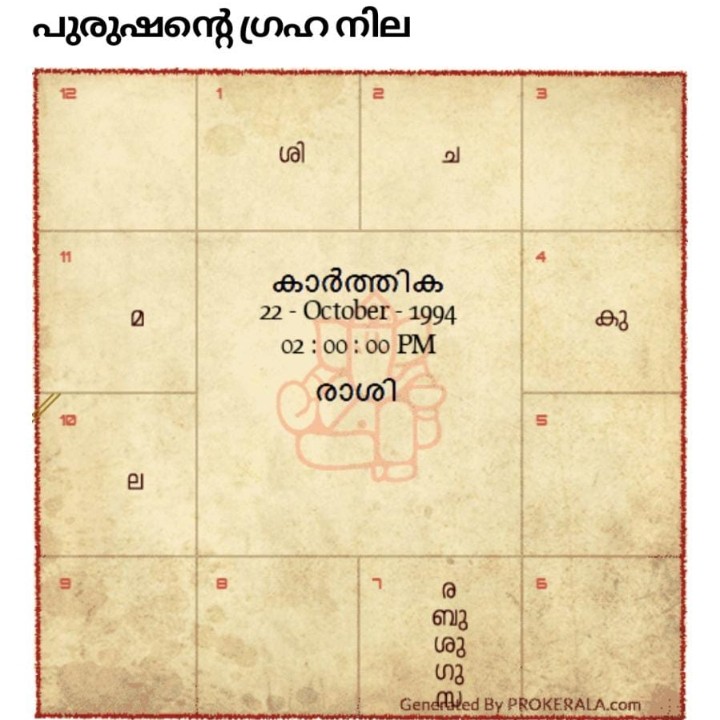 പുരുഷന്റെ ഗ്രഹ നില
12
1
2
3
ശി
ച
11
4
കാർത്തിക
22 - October - 1994
മ
കു
02 : 00 : 00 PM
രാശി
10
5
ല
9
8
7
6
ര
ബു
ശു
ഗു
Generated By PROKERALA.com